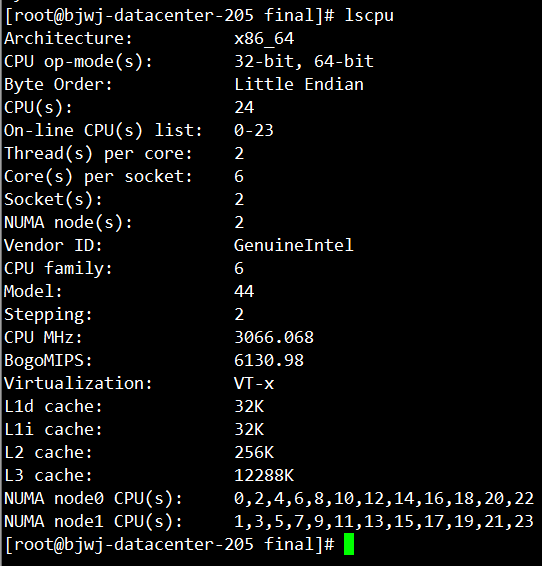 [root@bjwj-datacenter-205 final]# lscpu
Architecture:          x86_64
CPU op-mode(s):        32-bit, 64-bit
Byte Order:            Little Endian
CPU(s):                24
On-line CPU(s) list:   0-23
Thread(s) per core:    2
Core(s) per socket:    6
Socket(s):             2
NUMA node(s):          2
Vendor ID:             GenuineIntel
CPU family:            6
Model:                 44
Stepping:              2
CPU MHz:               3066.068
BogoMIPS:              6130.98
Virtualization:        VT-x
L1d cache:             32K
L1i cache:             32K
L2 cache:              256K
L3 cache:              12288K
NUMA node0 CPU(s):     0,2,4,6,8,10,12,14,16,18,20,22
NUMA node1 CPU(s):     1,3,5,7,9,11,13,15,17,19,21,23
[root@bjwj-datacenter-205 final]#